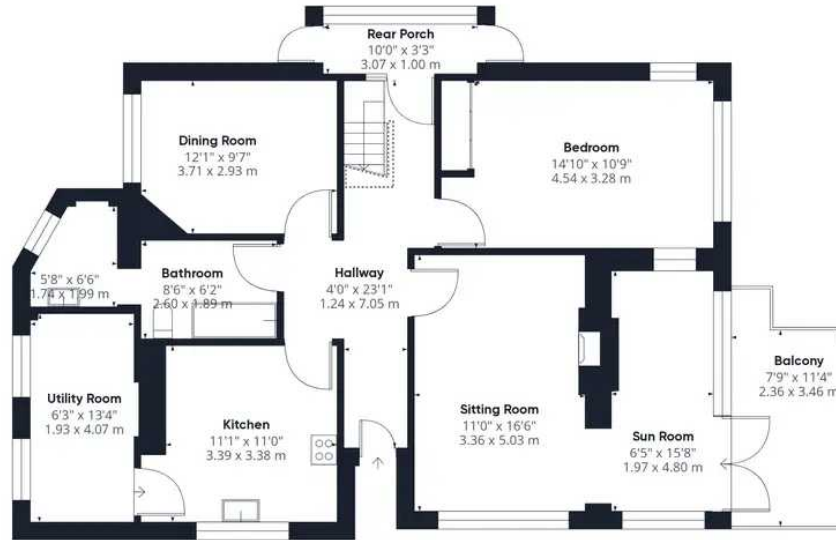 Rear Porch
10'0" x 3'3"
3.07 x 1.00 m
Dining Room
12'1" x 9'7"
3.71 x 2.93 m
Bedroom
14'10" x 10'9"
4.54 x 3.28 m
5'8" x 6'6"
1.74 x 1.99 m
Bathroom
8'6" x 6'2"
2.60 x 1.89 m
Hallway
4'0" x 23'1"
1.24 x 7.05 m
Utility Room
6'3" x 13'4"
1.93 x 4.07 m
Kitchen
11'1" x 11'0"
3.39 x 3.38 m
Sitting Room
11'0" x 16'6"
3.36 x 5.03 m
Sun Room
6'5" x 15'8"
1.97 x 4.80 m
Balcony
7'9" x 11'4"
2.36 x 3.46 m